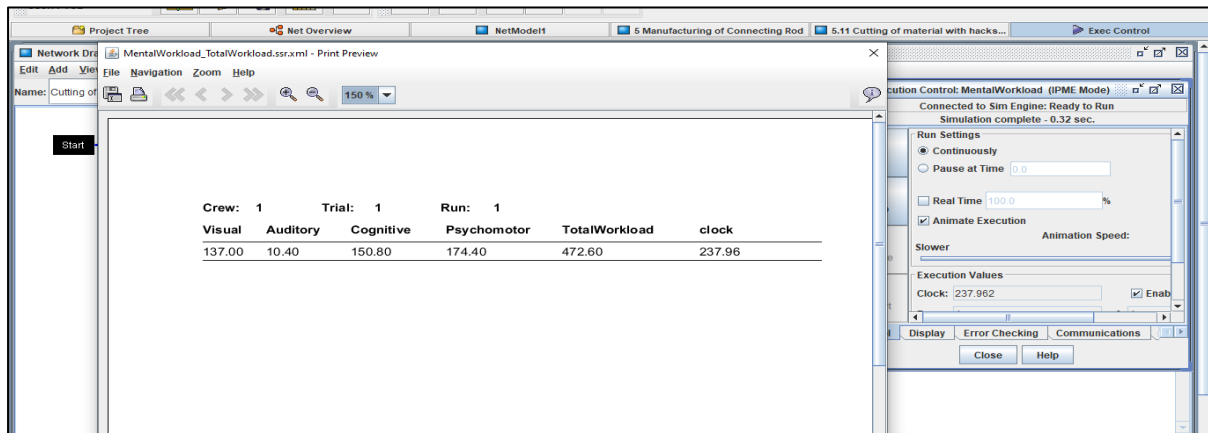 Project Tree
Net Overview
NetModel1
5 Manufacturing of Connecting Rod
5.11 Cutting of material with hacks...
Exec Control
Network Dra
Edit Add Vie
Name: Cutting of
Start
MentalWorkload_TotalWorkload.ssr.xml - Print Preview
File Navigation Zoom Help
150 %
Crew: 1 Trial: 1 Run: 1
Visual Auditory Cognitive Psychomotor TotalWorkload clock
137.00 10.40 150.80 174.40 472.60 237.96
cution Control: MentalWorkload (IPME Mode)
Connected to Sim Engine: Ready to Run
Simulation complete - 0.32 sec.
Run Settings
Continuously
Pause at Time 0.0
Real Time 100.0 %
Animate Execution
Animation Speed:
Slower
Execution Values
Clock: 237.962 Enab
Display Error Checking Communications
Close Help